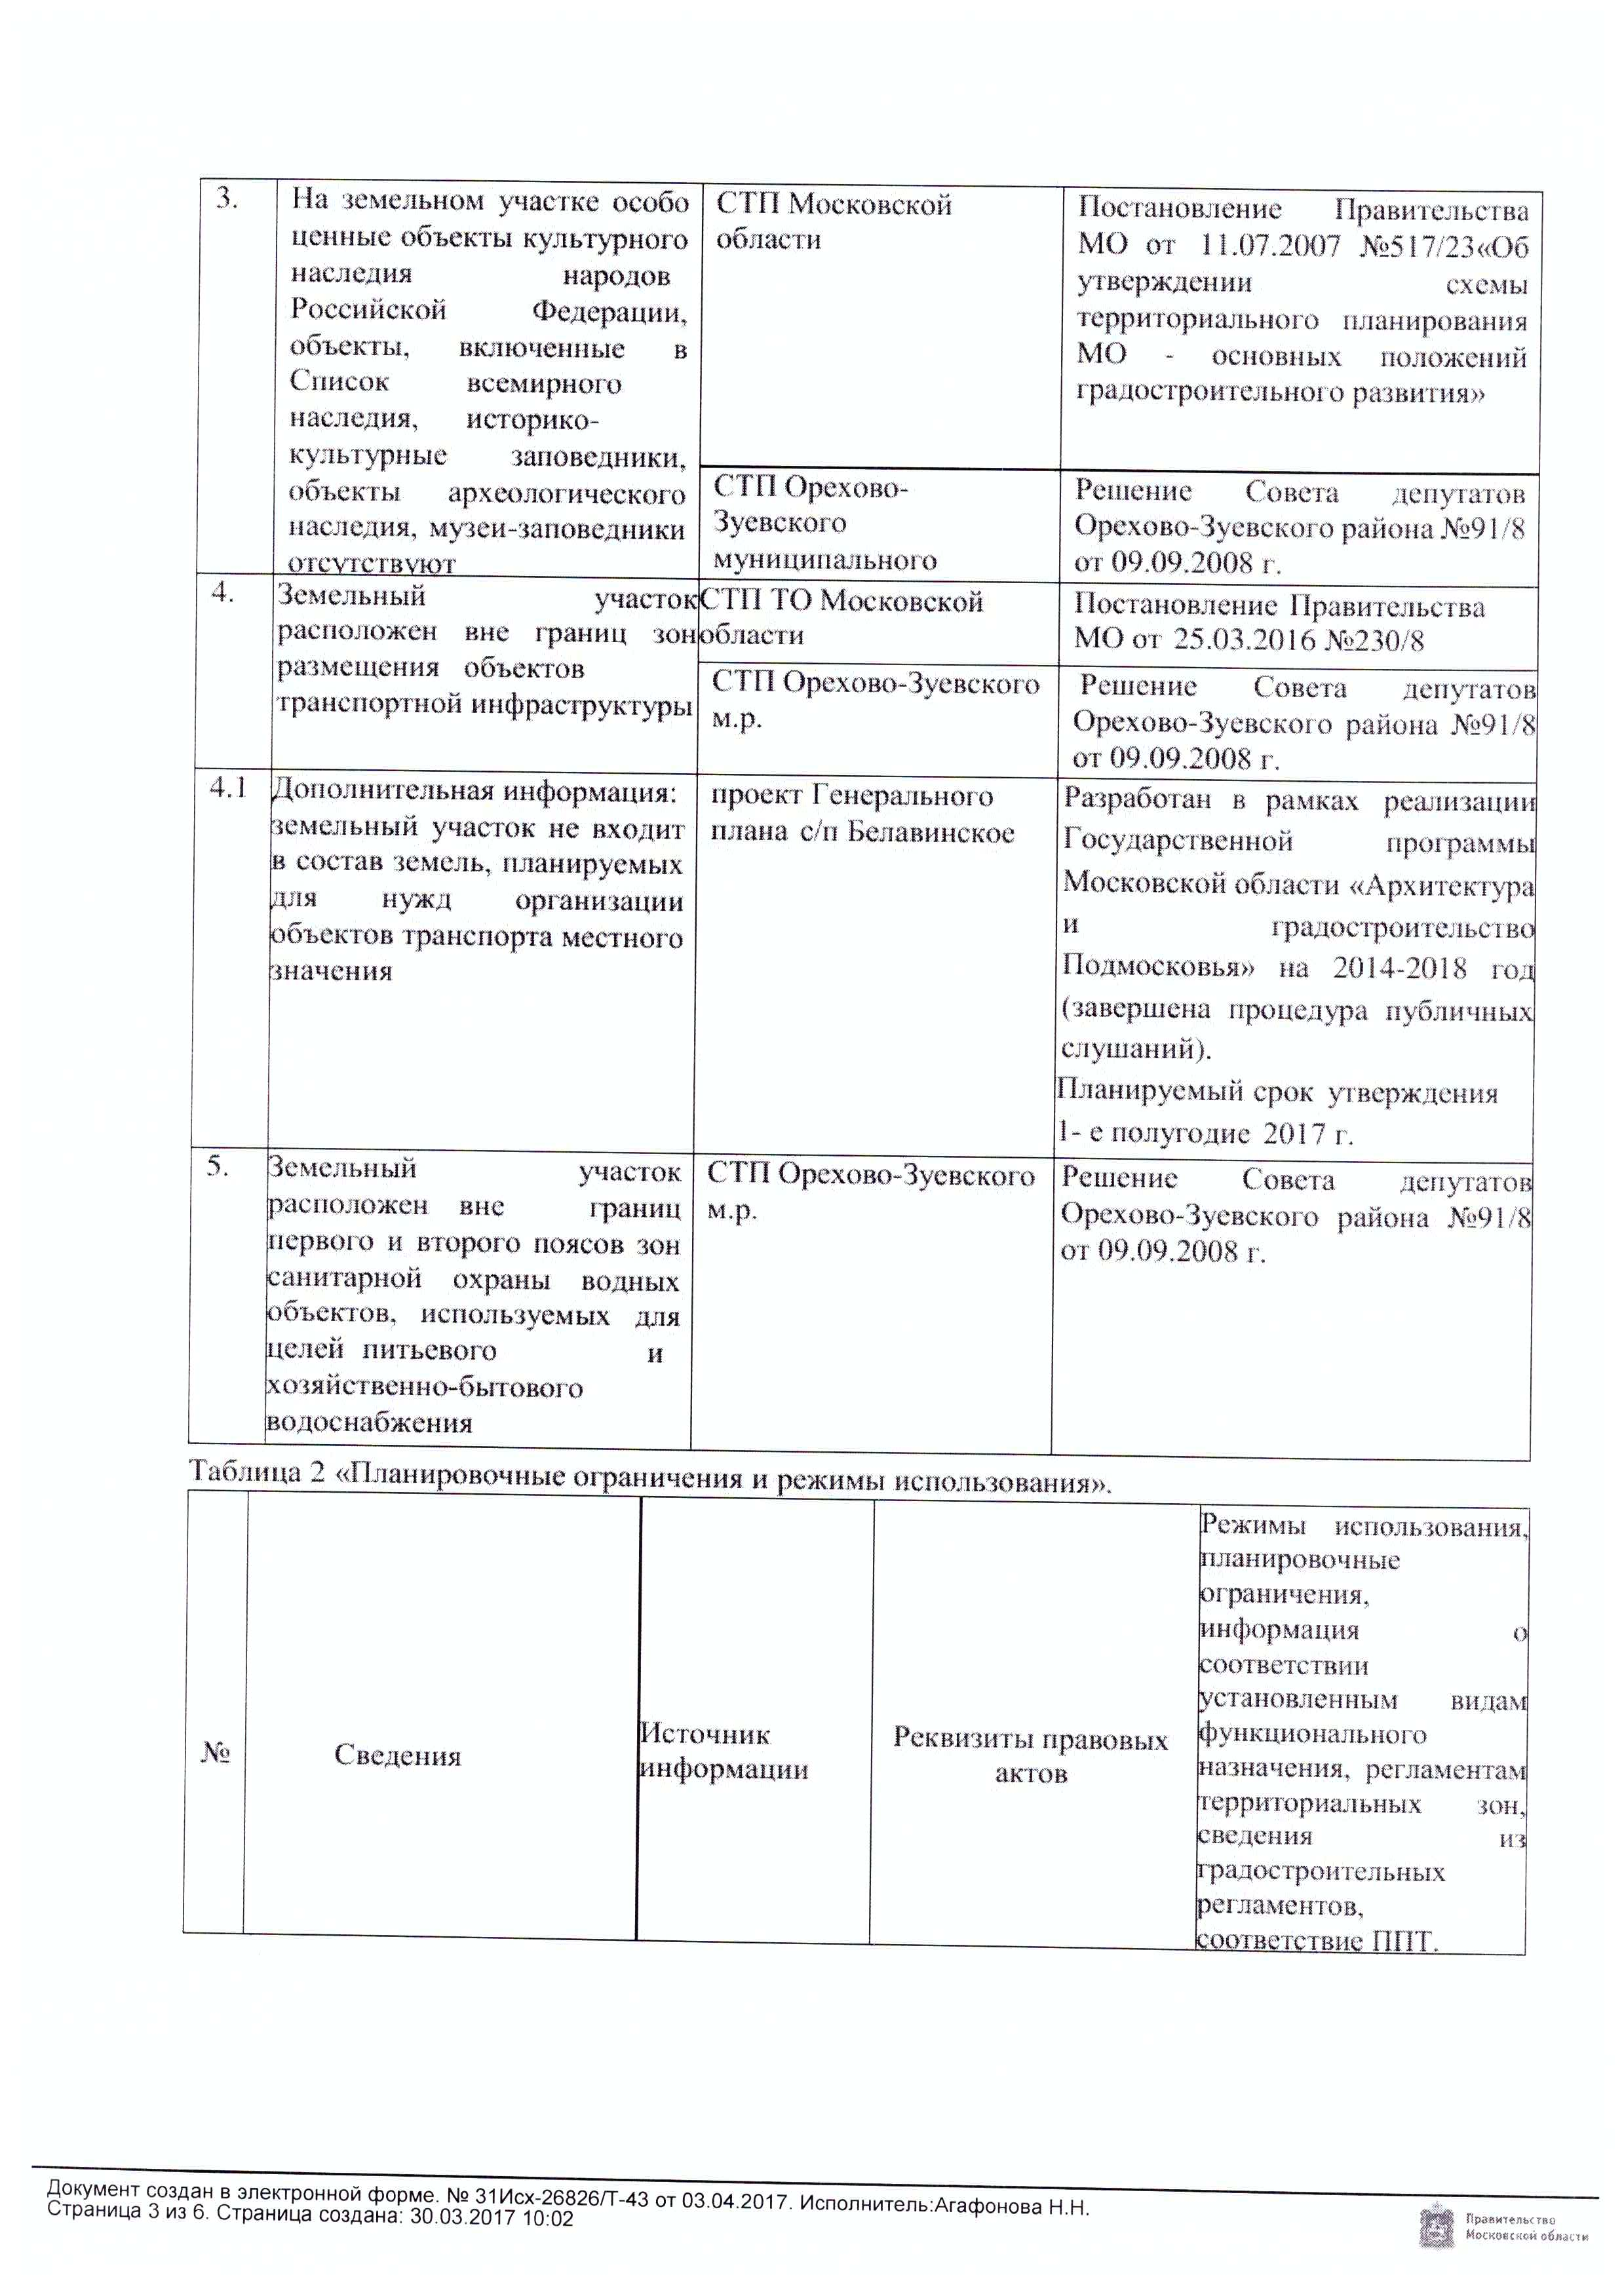 3.
На земельном участке особо
ценные объекты культурного
наследия народов
Российской Федерации,
объекты, включенные в
Список всемирного
наследия, историко-
культурные заповедники,
объекты археологического
наследия, музеи-заповедники
отсутствуют
СТП Московской
области
Постановление Правительства
МО от 11.07.2007 №517/23«Об
утверждении схемы
территориального планирования
МО - основных положений
градостроительного развития»
СТП Орехово-
Зуевского
муниципального
Решение Совета депутатов
Орехово-Зуевского района №91/8
от 09.09.2008 г.
4.
Земельный участок
расположен вне границ зон
размещения объектов
транспортной инфраструктуры
СТП ТО Московской
области
Постановление Правительства
МО от 25.03.2016 №230/8
СТП Орехово-Зуевского
м.р.
Решение Совета депутатов
Орехово-Зуевского района №91/8
от 09.09.2008 г.
4.1
Дополнительная информация:
земельный участок не входит
в состав земель, планируемых
для нужд организации
объектов транспорта местного
значения
проект Генерального
плана с/п Белавинское
Разработан в рамках реализации
Государственной программы
Московской области «Архитектура
и градостроительство
Подмосковья» на 2014-2018 год
(завершена процедура публичных
слушаний).
Планируемый срок утверждения
1- е полугодие 2017 г.
5.
Земельный участок
расположен вне границ
первого и второго поясов зон
санитарной охраны водных
объектов, используемых для
целей питьевого и
хозяйственно-бытового
водоснабжения
СТП Орехово-Зуевского
м.р.
Решение Совета депутатов
Орехово-Зуевского района №91/8
от 09.09.2008 г.
Таблица 2 «Планировочные ограничения и режимы использования».
№
Сведения
Источник
информации
Реквизиты правовых
актов
Режимы использования,
планировочные
ограничения,
информация о
соответствии
установленным видам
функционального
назначения, регламентам
территориальных зон,
сведения из
градостроительных
регламентов,
соответствие ППТ.
Документ создан в электронной форме. № 31Исх-26826/Т-43 от 03.04.2017. Исполнитель:Агафонова Н.Н.
Страница 3 из 6. Страница создана: 30.03.2017 10:02
Правительство
Московской области